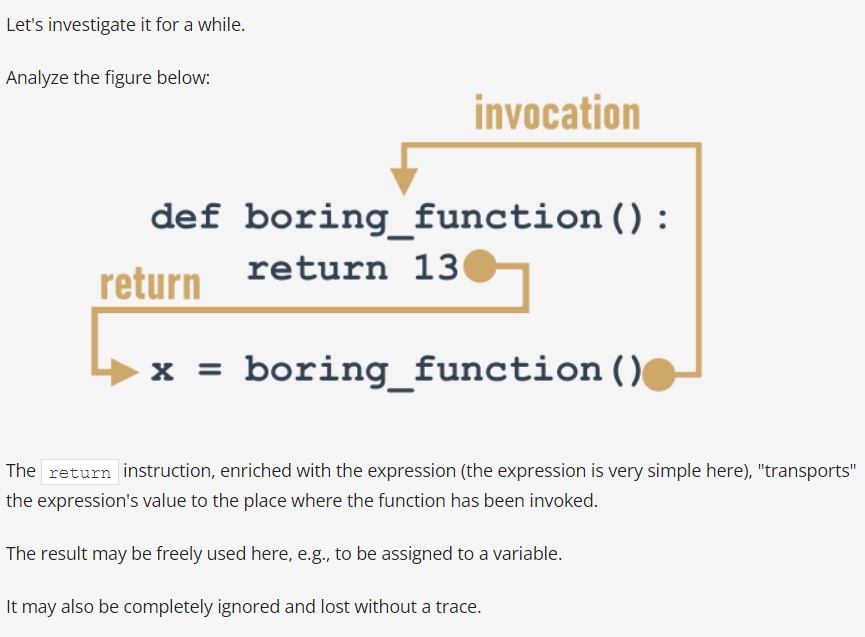 Let's investigate it for a while.
Analyze the figure below:
invocation
def boring_function():
return 13
return
x = boring_function()
The return instruction, enriched with the expression (the expression is very simple here), "transports"
the expression's value to the place where the function has been invoked.
The result may be freely used here, e.g., to be assigned to a variable.
It may also be completely ignored and lost without a trace.